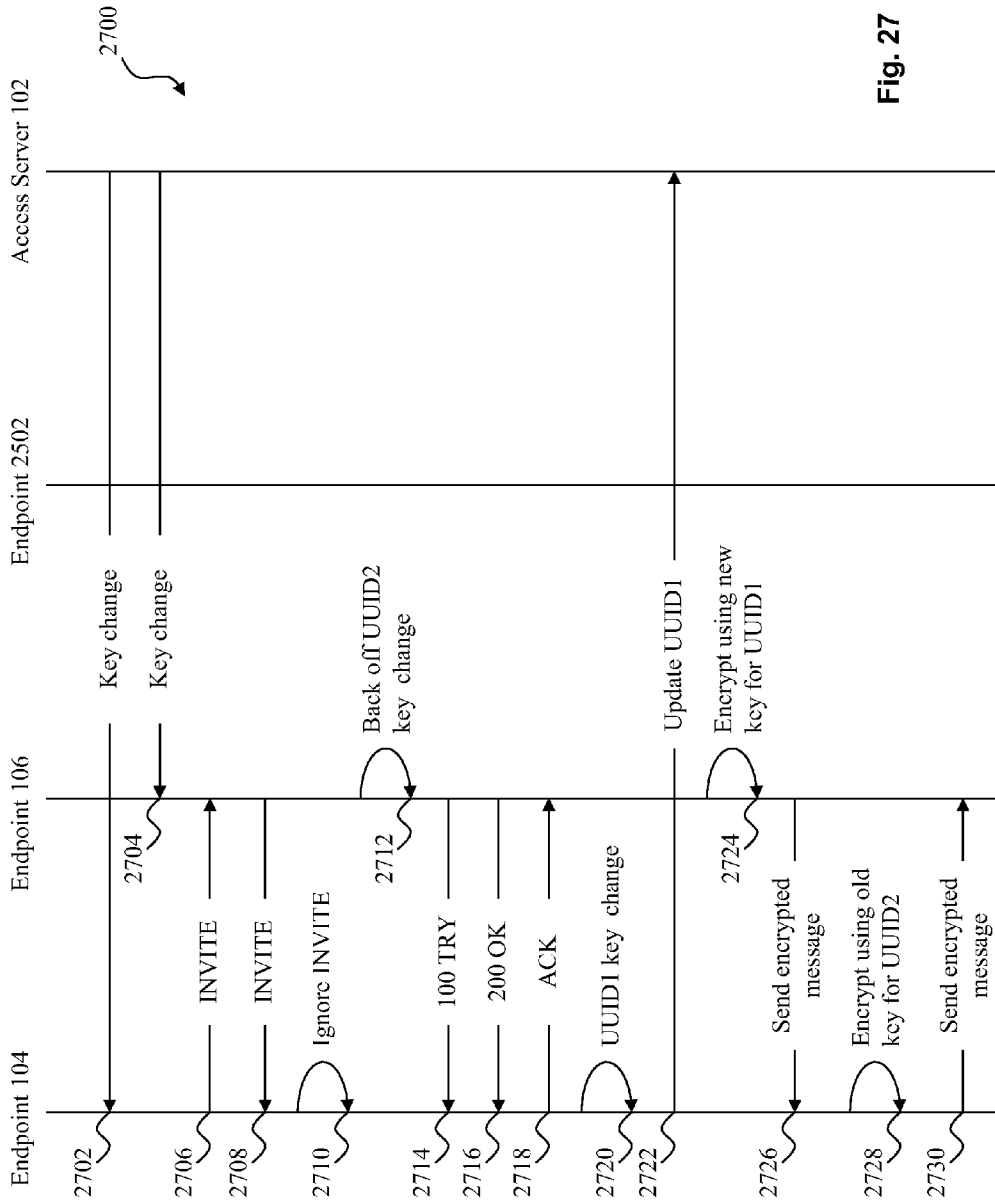 Endpoint 104
Endpoint 106
Endpoint 2502
Access Server 102
2700
2702
Key change
2704
Key change
2706
INVITE
2708
INVITE
2710
Ignore INVITE
2712
Back off UUID2
key change
2714
100 TRY
2716
200 OK
2718
ACK
2720
UUID1 key change
2722
Update UUID1
2724
Encrypt using new
key for UUID1
2726
Send encrypted
message
2728
Encrypt using old
key for UUID2
2730
Send encrypted
message
Fig. 27